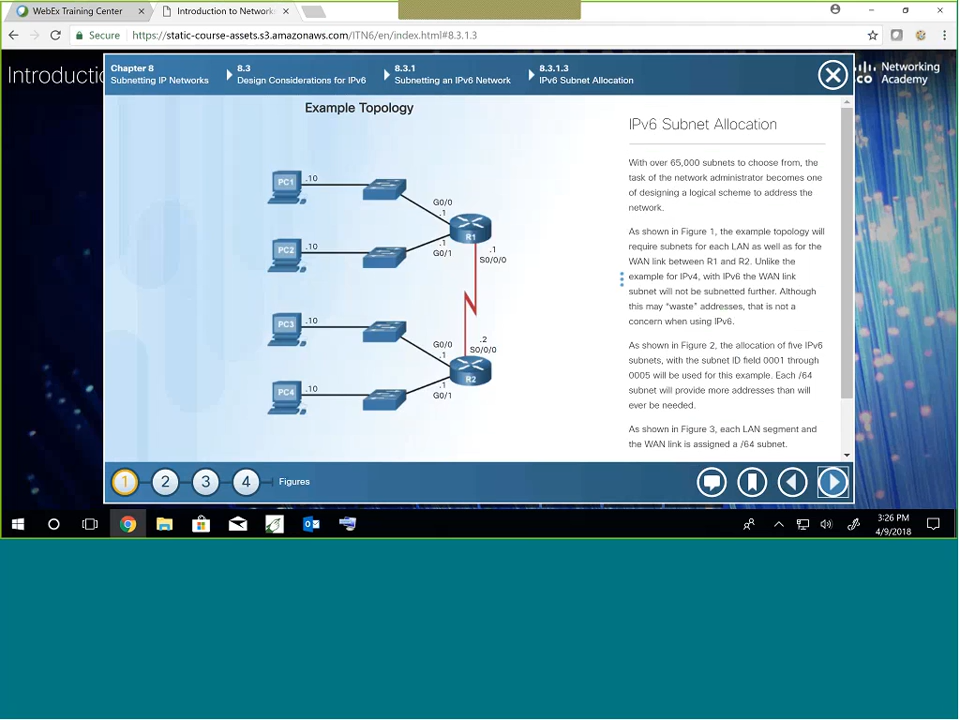 WebEx Training Center
Introduction to Network
Secure
https://static-course-assets.s3.amazonaws.com/ITN6/en/index.html#8.3.1.3
Networking
Academy
Chapter 8
Subnetting IP Networks
8.3
Design Considerations for IPv6
8.3.1
Subnetting an IPv6 Network
8.3.1.3
IPv6 Subnet Allocation
Example Topology
PC1
.10
G0/0
.1
R1
PC2
.10
.1
G0/1
.1
S0/0/0
PC3
.10
.2
S0/0/0
G0/0
.1
R2
PC4
.10
.1
G0/1
IPv6 Subnet Allocation
With over 65,000 subnets to choose from, the
task of the network administrator becomes one
of designing a logical scheme to address the
network.
As shown in Figure 1, the example topology will
require subnets for each LAN as well as for the
WAN link between R1 and R2. Unlike the
example for IPv4, with IPv6 the WAN link
subnet will not be subnetted further. Although
this may “waste” addresses, that is not a
concern when using IPv6.
As shown in Figure 2, the allocation of five IPv6
subnets, with the subnet ID field 0001 through
0005 will be used for this example. Each /64
subnet will provide more addresses than will
ever be needed.
As shown in Figure 3, each LAN segment and
the WAN link is assigned a /64 subnet.
1
2
3
4
Figures
3:26 PM
4/9/2018